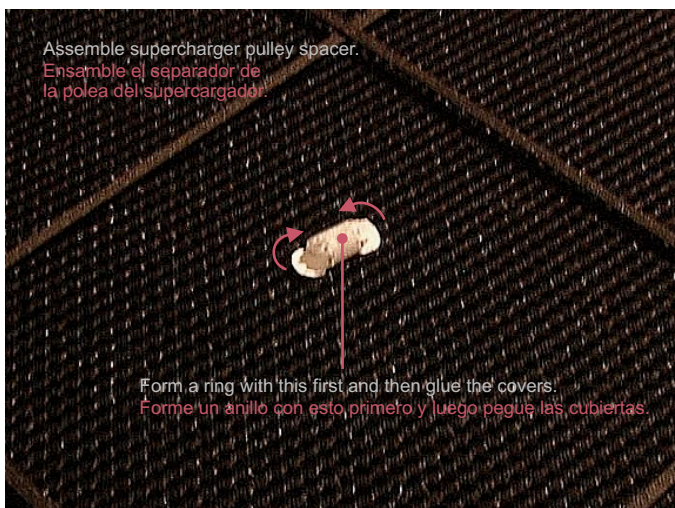 Assemble supercharger pulley spacer.
Ensamble el separador de
la polea del supercargador.
Form a ring with this first and then glue the covers.
Forme un anillo con esto primero y luego pegue las cubiertas.